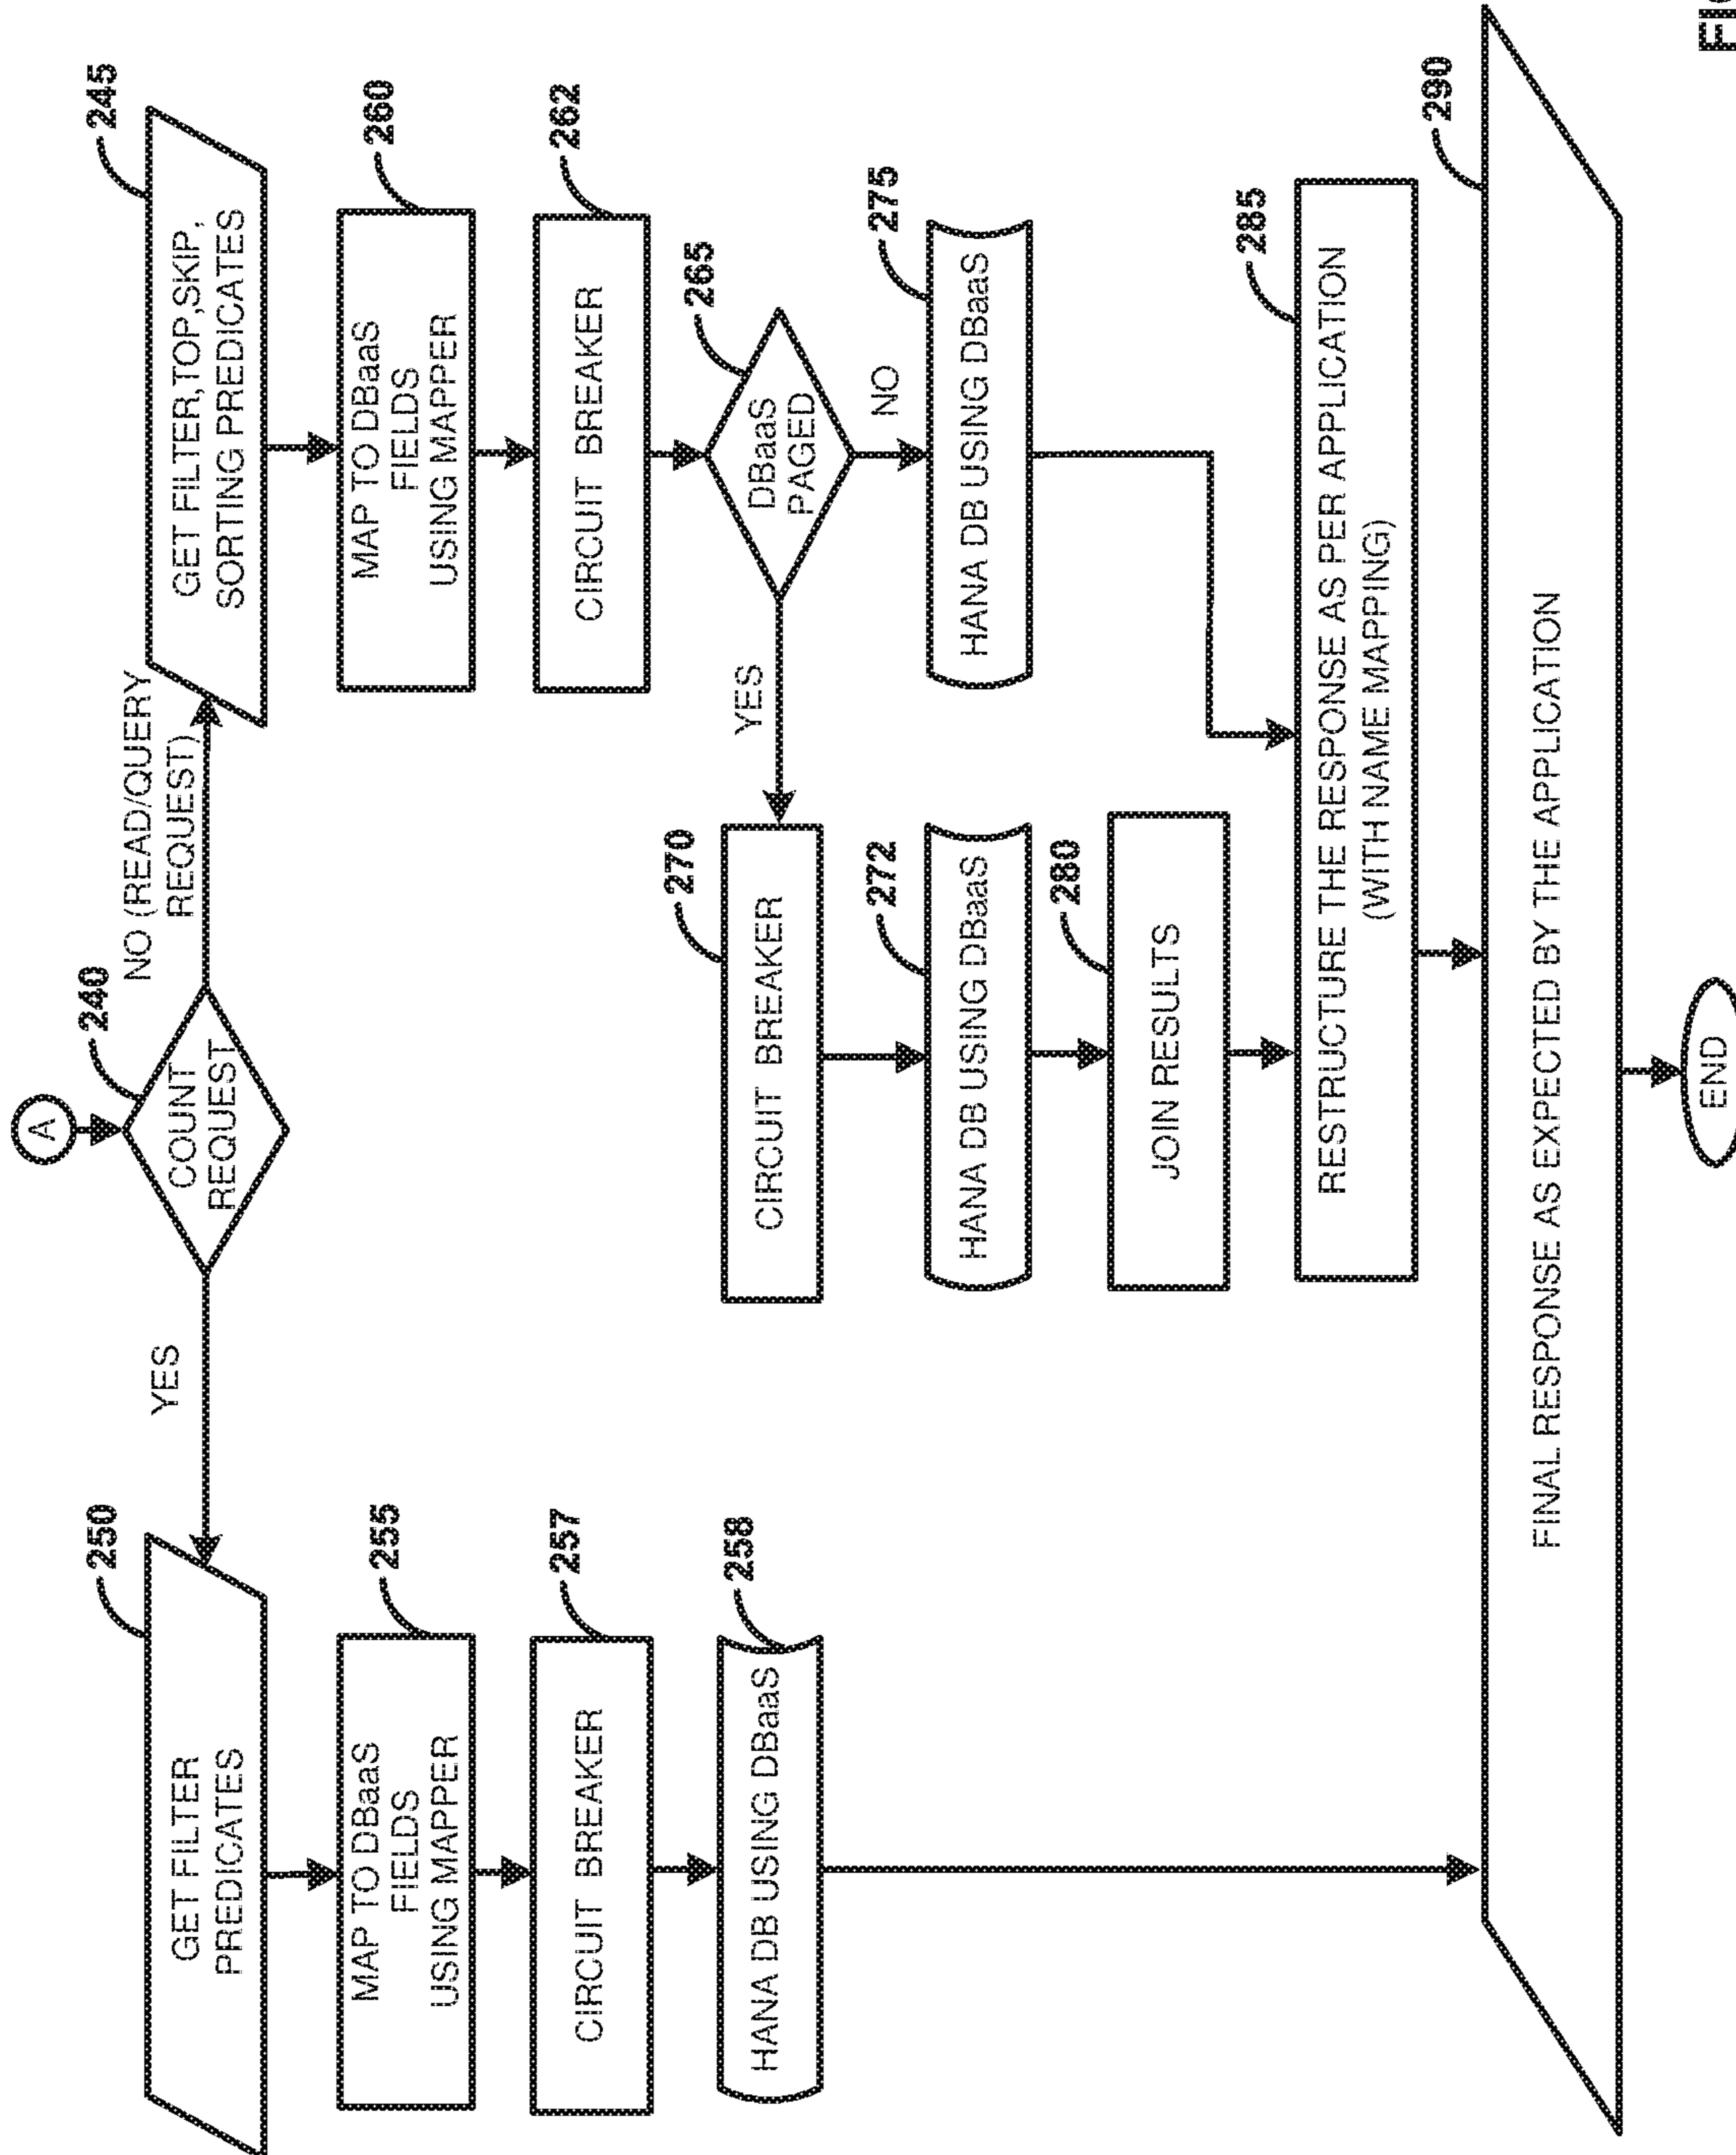 A
240
COUNT
REQUEST
YES
NO (READ/QUERY
REQUEST)
250
GET FILTER
PREDICATES
255
MAP TO DBaaS
FIELDS
USING MAPPER
257
CIRCUIT BREAKER
258
HANA DB USING DBaaS
245
GET FILTER,TOP,SKIP,
SORTING PREDICATES
260
MAP TO DBaaS
FIELDS
USING MAPPER
262
CIRCUIT BREAKER
265
DBaaS
PAGED
YES
NO
270
CIRCUIT BREAKER
272
HANA DB USING DBaaS
275
HANA DB USING DBaaS
280
JOIN RESULTS
285
RESTRUCTURE THE RESPONSE AS PER APPLICATION
(WITH NAME MAPPING)
290
FINAL RESPONSE AS EXPECTED BY THE APPLICATION
END